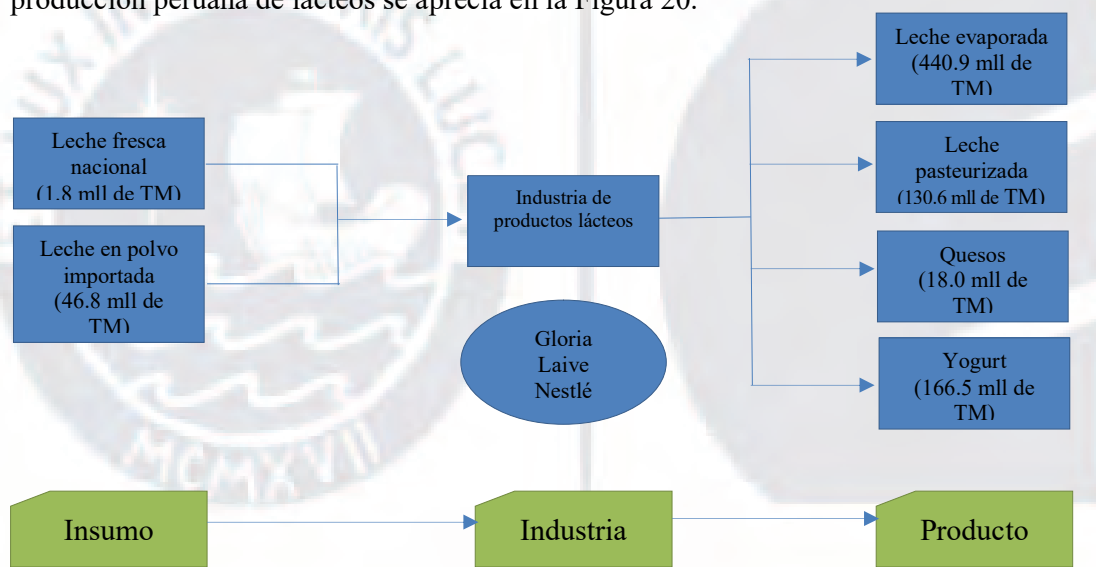 producción peruana de lácteos se aprecia en la Figura 20.
Leche fresca
nacional
(1.8 mll de TM)
Leche en polvo
importada
(46.8 mll de
TM)
Industria de
productos lácteos
Gloria
Laive
Nestlé
Leche evaporada
(440.9 mll de
TM)
Leche
pasteurizada
(130.6 mll de TM)
Quesos
(18.0 mll de
TM)
Yogurt
(166.5 mll de
TM)
Insumo
Industria
Producto
MCMXVII